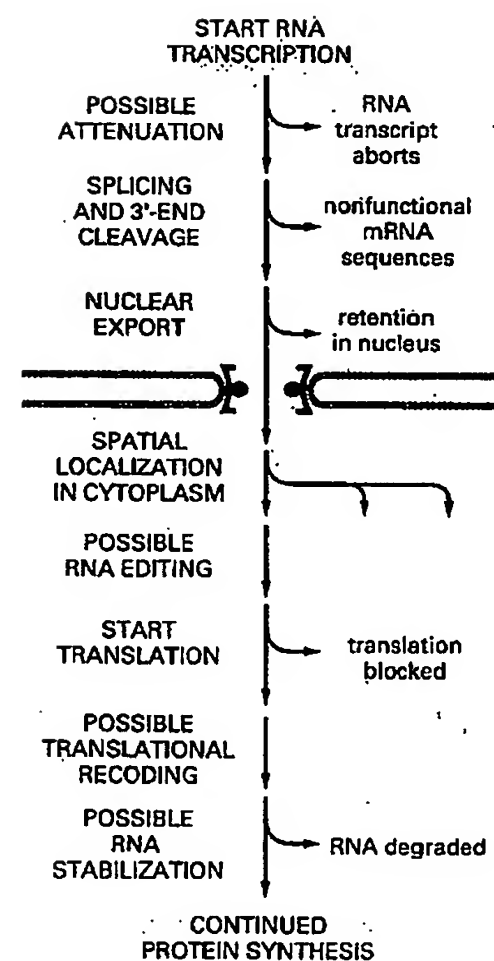 START RNA
TRANSCRIPTION
POSSIBLE
ATTENUATION
RNA
transcript
aborts
SPLICING
AND 3'-END
CLEAVAGE
nonfunctional
mRNA
sequences
NUCLEAR
EXPORT
retention
in nucleus
SPATIAL
LOCALIZATION
IN CYTOPLASM
POSSIBLE
RNA EDITING
START
TRANSLATION
translation
blocked
POSSIBLE
TRANSLATIONAL
RECODING
POSSIBLE
RNA
STABILIZATION
RNA degraded
CONTINUED
PROTEIN SYNTHESIS